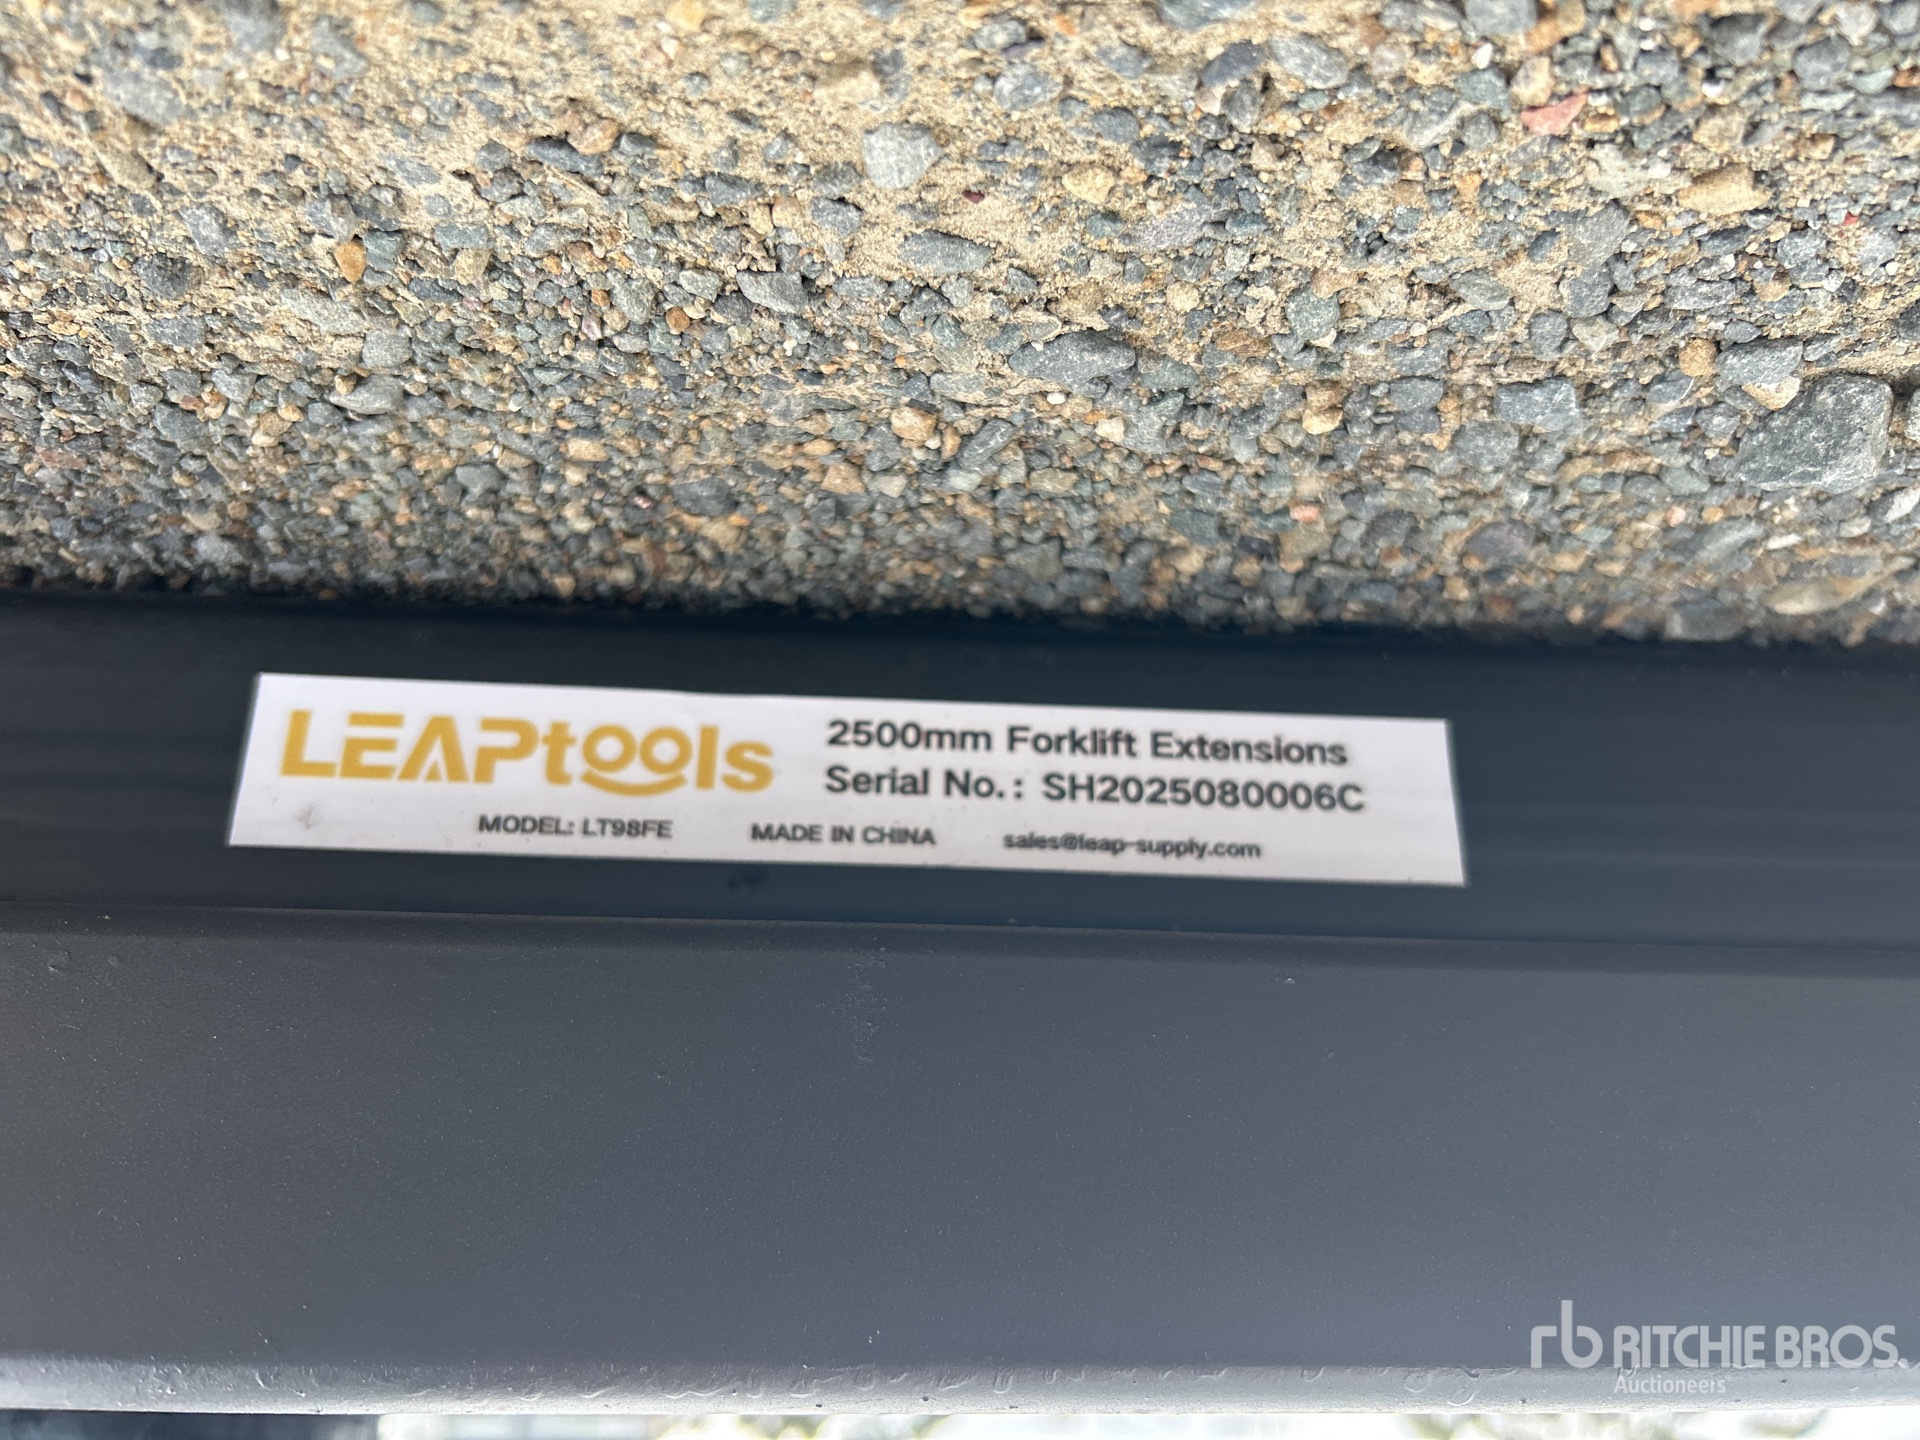 LEAPtools
2500mm Forklift Extensions
Serial No.: SH2025080006C
MODEL: LT98FE MADE IN CHINA sales@leap-supply.com
rb RITCHIE BROS.
Auctioneers